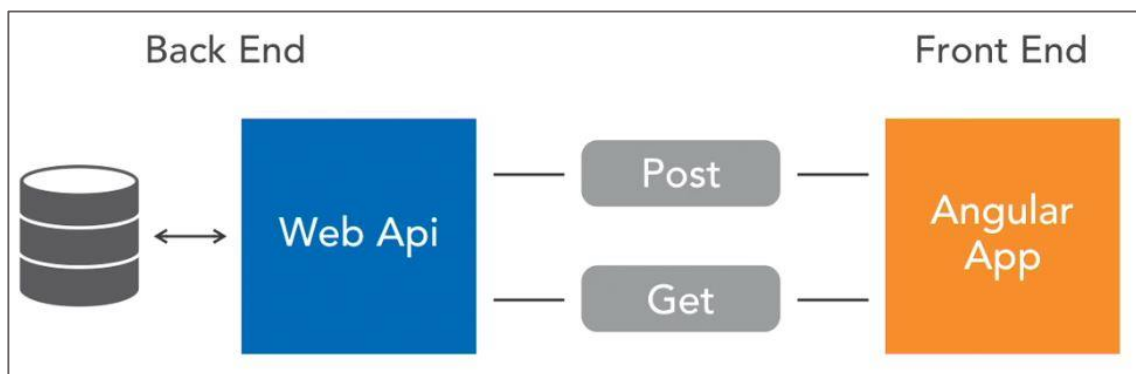 Back End
Front End
Web Api
Post
Get
Angular
App